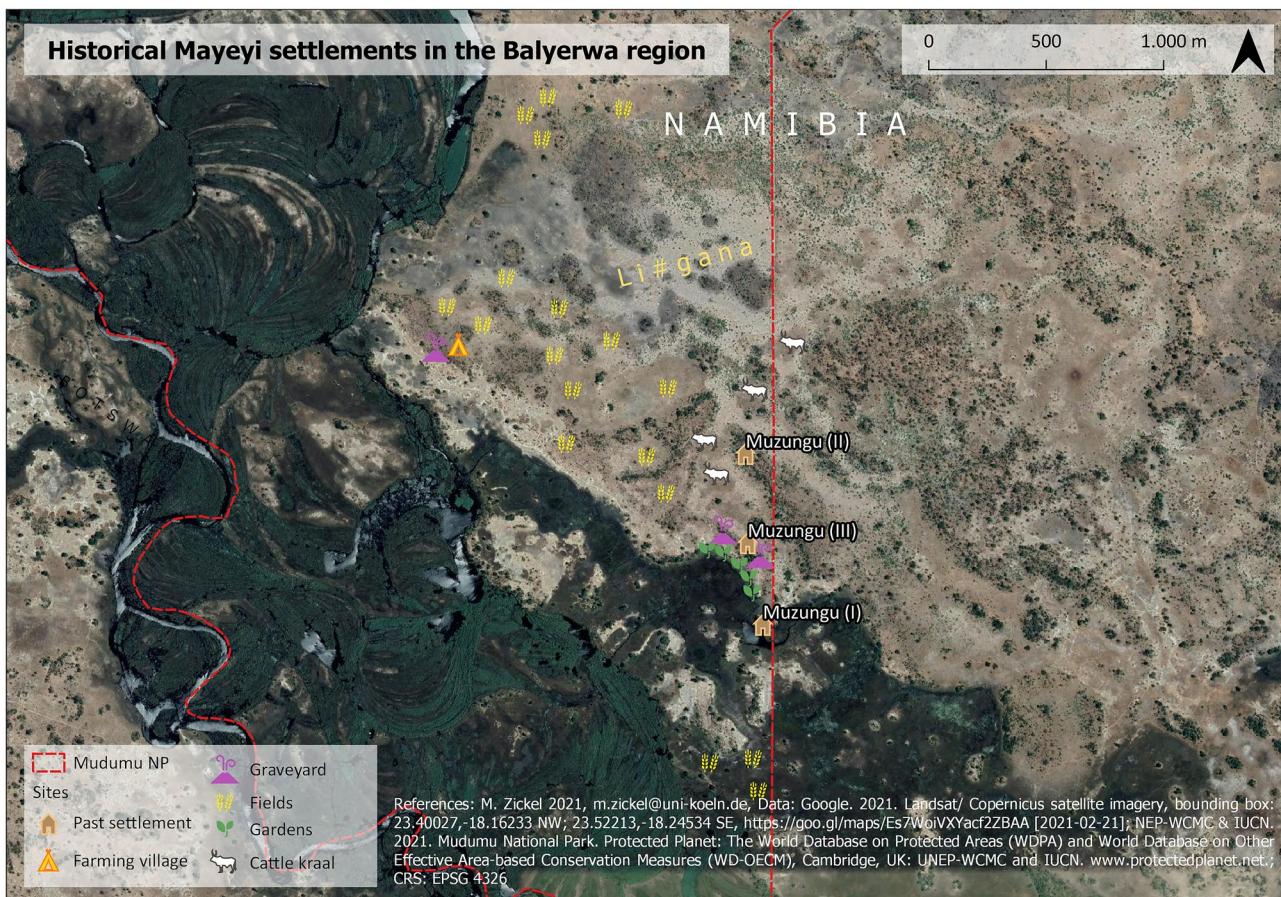 Historical Mayeyi settlements in the Balyerwa region
0 500 1.000 m
N A M I B I A
Li#gana
B O T S W
Muzungu (II)
Muzungu (III)
Muzungu (I)
Mudumu NP
Sites
Past settlement
Farming village
Graveyard
Fields
Gardens
Cattle kraal
References: M. Zickel 2021, m.zickel@uni-koeln.de, Data: Google. 2021. Landsat/ Copernicus satellite imagery, bounding box:
23.40027,-18.16233 NW; 23.52213,-18.24534 SE, https://goo.gl/maps/Es7WoiVXYacf2ZBAA [2021-02-21]; NEP-WCMC & IUCN.
2021. Mudumu National Park. Protected Planet: The World Database on Protected Areas (WDPA) and World Database on Other
Effective Area-based Conservation Measures (WD-OECM), Cambridge, UK: UNEP-WCMC and IUCN. www.protectedplanet.net.;
CRS: EPSG 4326